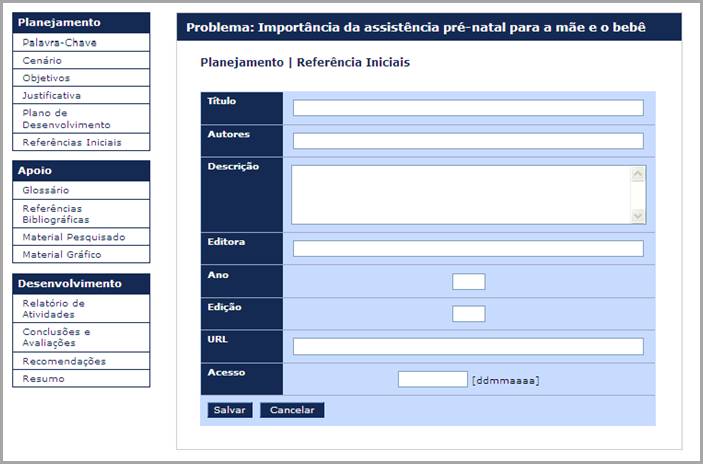 Planejamento
Palavra-Chave
Cenário
Objetivos
Justificativa
Plano de
Desenvolvimento
Referências Iniciais
Apoio
Glossário
Referências
Bibliográficas
Material Pesquisado
Material Gráfico
Desenvolvimento
Relatório de
Atividades
Conclusões e
Avaliações
Recomendações
Resumo
Problema: Importância da assistência pré-natal para a mãe e o bebê
Planejamento | Referência Iniciais
Título
Autores
Descrição
Editora
Ano
Edição
URL
Acesso [ddmmaaaa]
Salvar Cancelar